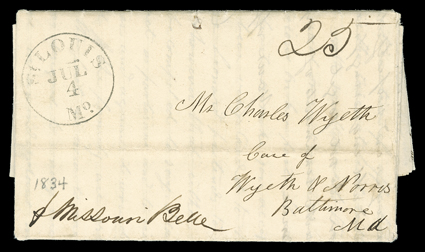 25
ST LOUIS
JUL
4
Mo.
Mr Charles Wyeth
Care of
Wyeth & Norris
Baltimore
Md
1834
Missouri Belle